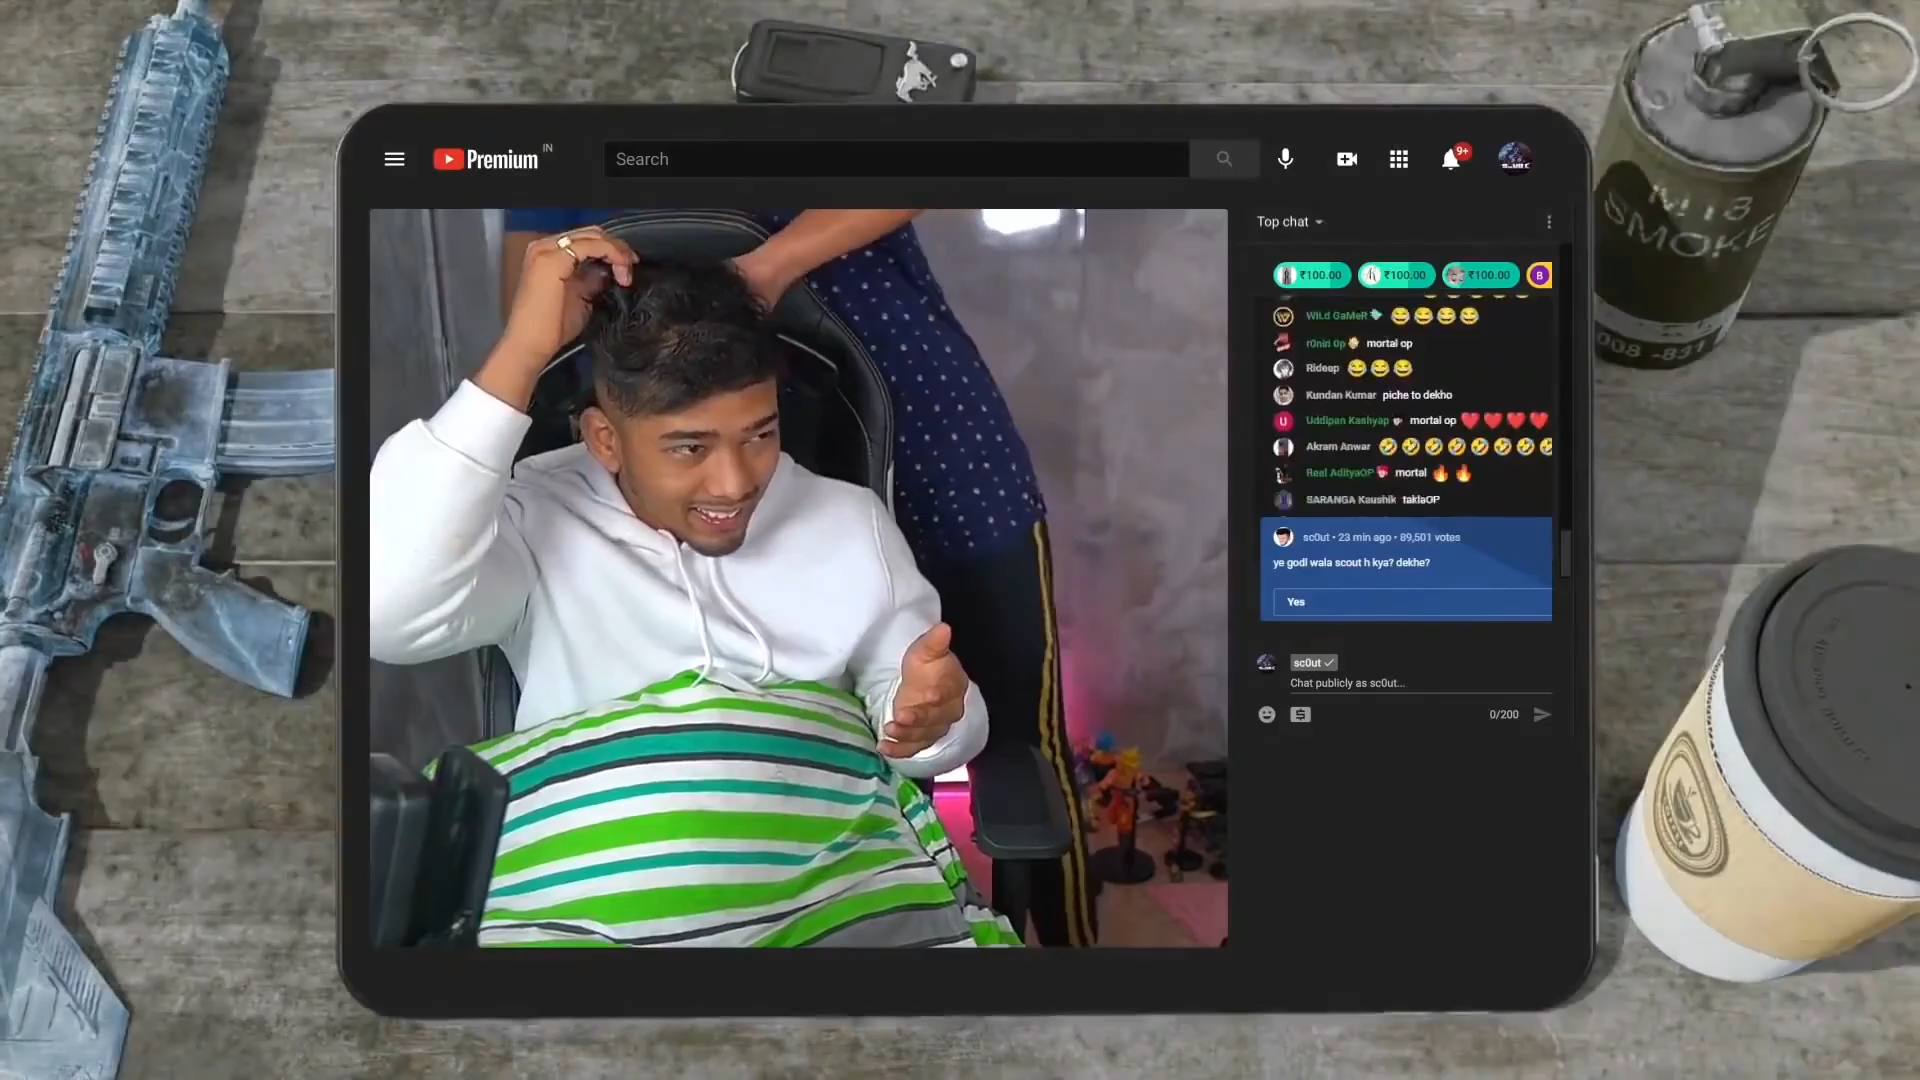 Premium IN
Search
9+
Top chat
₹100.00 ₹100.00 ₹100.00 B
WiLd GaMeR 😂😂😂😂
r0nin 0p mortal op
Rideep 😂😂😂
Kundan Kumar piche to dekho
U Uddipan Kashyap mortal op ❤️❤️❤️❤️
Akram Anwar 🤣🤣🤣🤣🤣🤣🤣🤣
Real AdityaOP mortal 🔥🔥
SARANGA Kaushik taklaOP
sc0ut • 23 min ago • 89,501 votes
ye godl wala scout h kya? dekhe?
Yes
sc0ut ✓
Chat publicly as sc0ut...
0/200
M18
SMOKE
008 -831